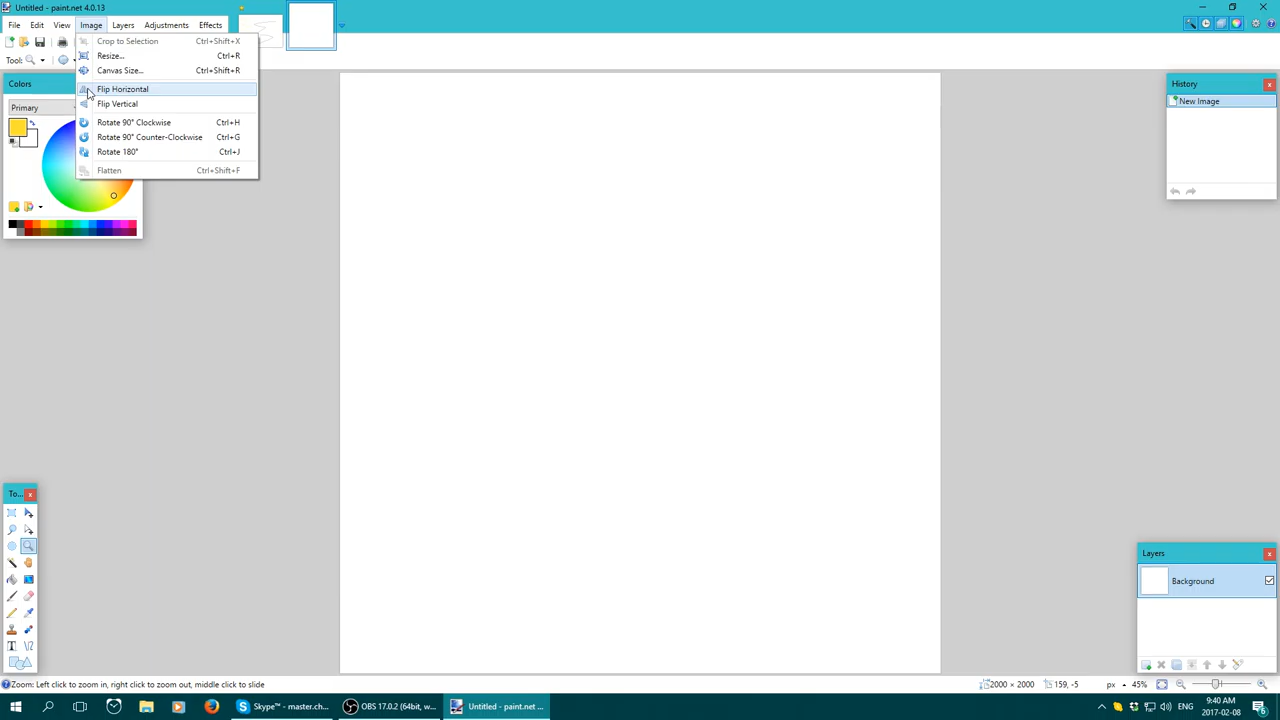 Untitled - paint.net 4.0.13
File Edit View Image Layers Adjustments Effects
Crop to Selection Ctrl+Shift+X
Resize... Ctrl+R
Canvas Size... Ctrl+Shift+R
Flip Horizontal
Flip Vertical
Rotate 90° Clockwise Ctrl+H
Rotate 90° Counter-Clockwise Ctrl+G
Rotate 180° Ctrl+J
Flatten Ctrl+Shift+F
Tool:
Colors
Primary
History
New Image
To...
Layers
Background
Zoom: Left click to zoom in, right click to zoom out, middle click to slide
2000 × 2000 159, -5 px 45%
Skype™ - master.ch...
OBS 17.0.2 (64bit, w...
Untitled - paint.net ...
ENG
9:40 AM
2017-02-08
6